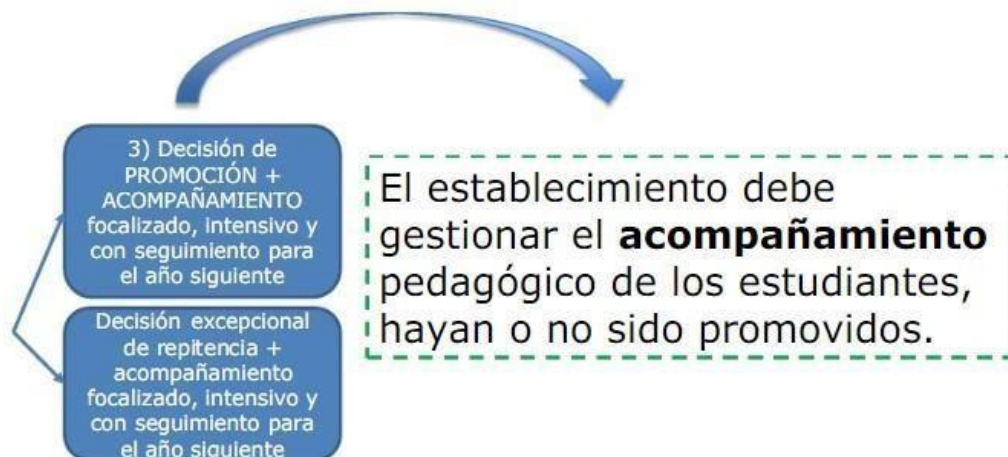 3) Decisión de
PROMOCIÓN +
ACOMPAÑAMIENTO
focalizado, intensivo y
con seguimiento para
el año siguiente
Decisión excepcional
de repitencia +
acompañamiento
focalizado, intensivo y
con seguimiento para
el año siguiente
El establecimiento debe
gestionar el acompañamiento
pedagógico de los estudiantes,
hayan o no sido promovidos.